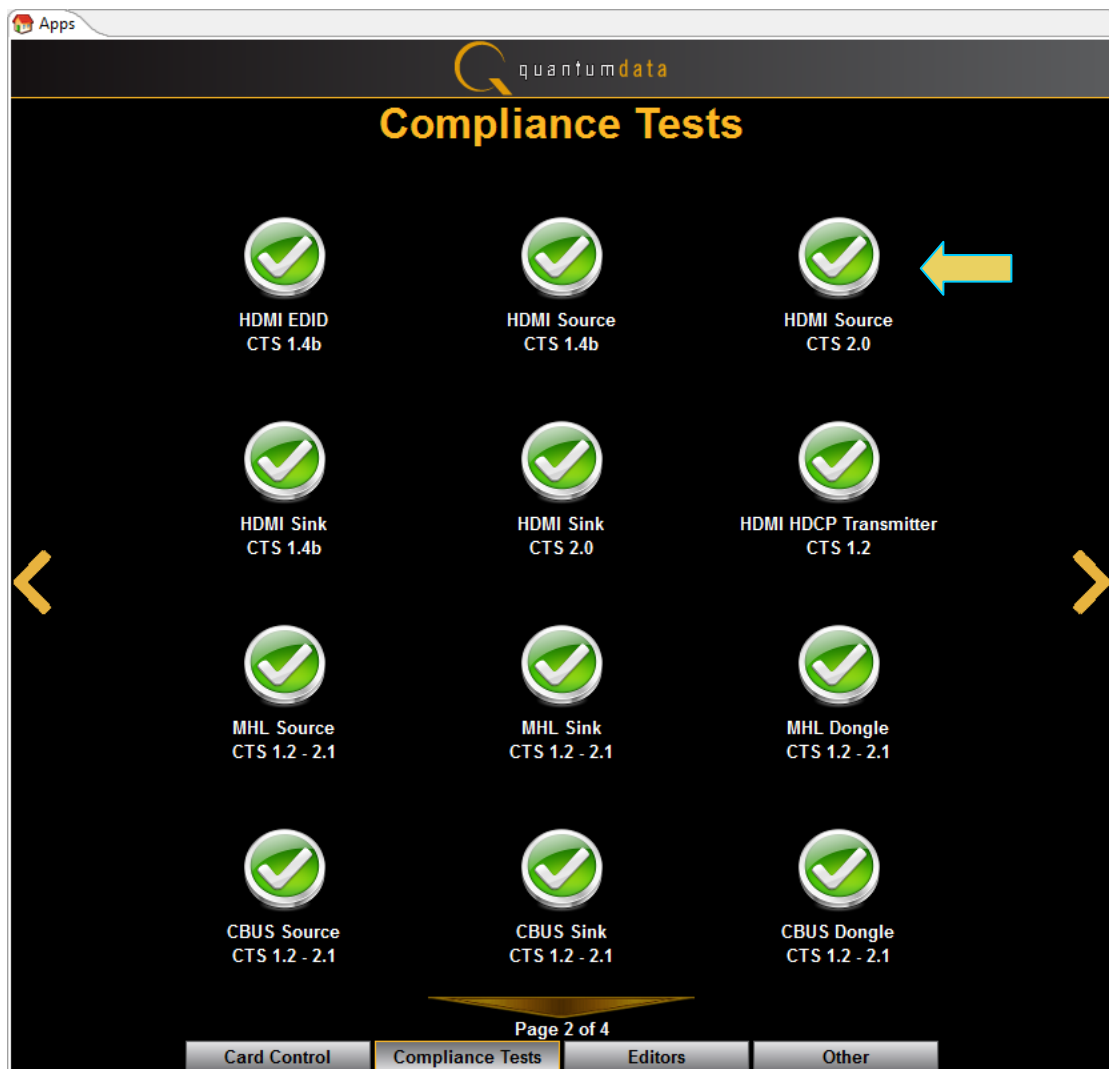 Apps
quantumdata
Compliance Tests
HDMI EDID
CTS 1.4b
HDMI Source
CTS 1.4b
HDMI Source
CTS 2.0
HDMI Sink
CTS 1.4b
HDMI Sink
CTS 2.0
HDMI HDCP Transmitter
CTS 1.2
MHL Source
CTS 1.2 - 2.1
MHL Sink
CTS 1.2 - 2.1
MHL Dongle
CTS 1.2 - 2.1
CBUS Source
CTS 1.2 - 2.1
CBUS Sink
CTS 1.2 - 2.1
CBUS Dongle
CTS 1.2 - 2.1
Page 2 of 4
Card Control
Compliance Tests
Editors
Other